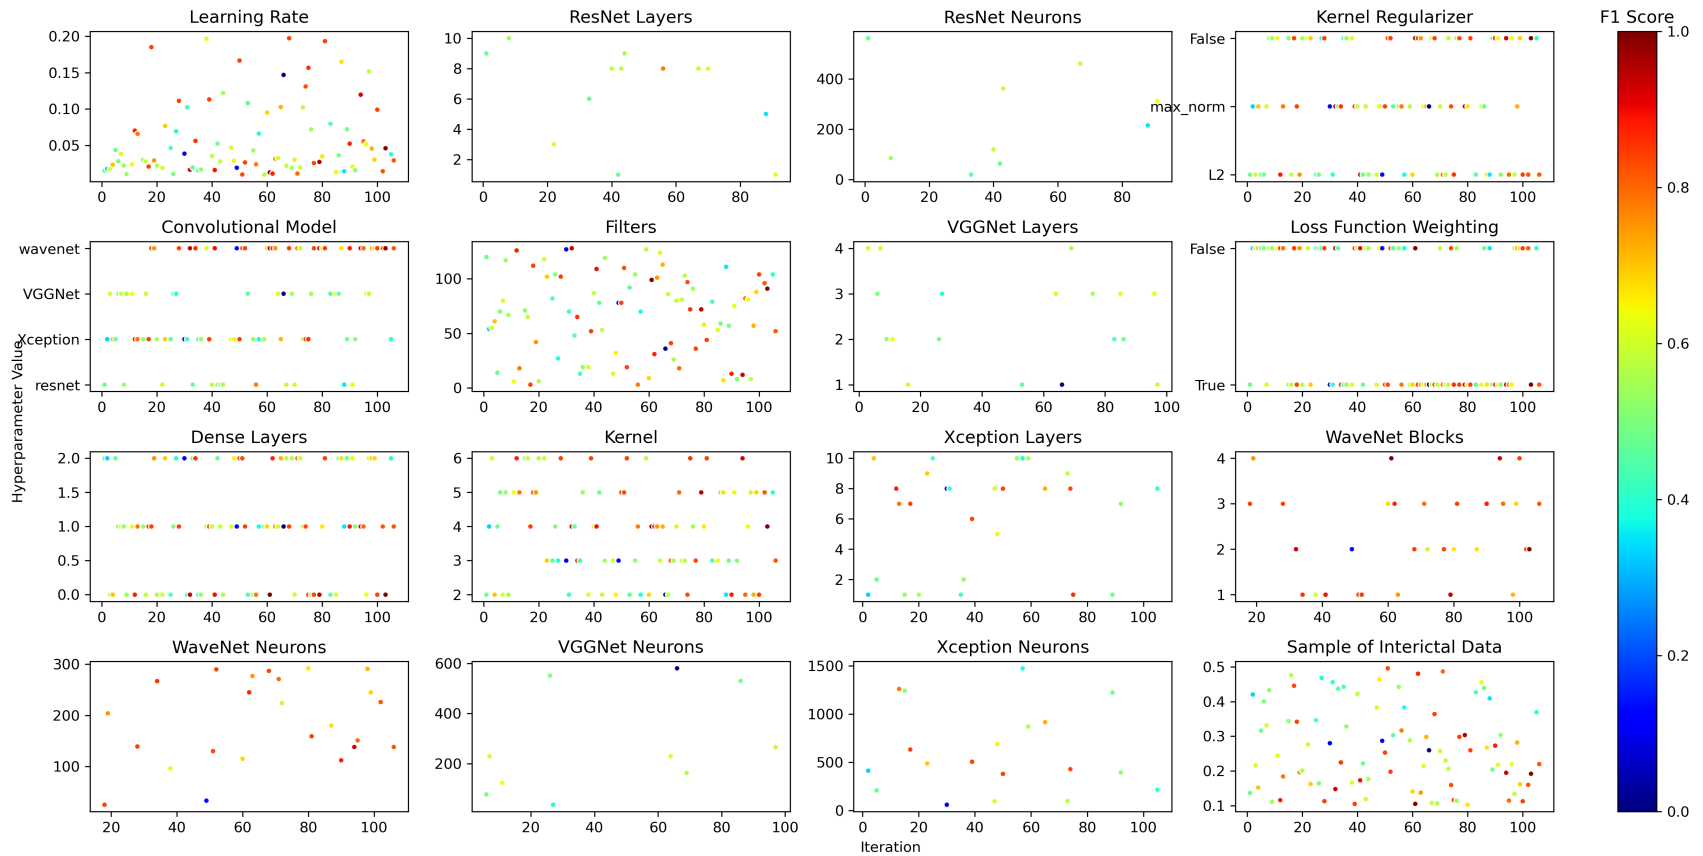 Learning Rate
0.20
0.15
0.10
0.05
0 20 40 60 80 100
ResNet Layers
10
8
6
4
2
0 20 40 60 80
ResNet Neurons
400
200
0
0 20 40 60 80
Kernel Regularizer
False
max_norm
L2
0 20 40 60 80 100
F1 Score
1.0
0.8
0.6
0.4
0.2
0.0
Convolutional Model
wavenet
VGGNet
Xception
resnet
0 20 40 60 80 100
Filters
100
50
0
0 20 40 60 80 100
VGGNet Layers
4
3
2
1
0 20 40 60 80 100
Loss Function Weighting
False
True
0 20 40 60 80 100
Hyperparameter Value
Dense Layers
2.0
1.5
1.0
0.5
0.0
0 20 40 60 80 100
Kernel
6
5
4
3
2
0 20 40 60 80 100
Xception Layers
10
8
6
4
2
0 20 40 60 80 100
WaveNet Blocks
4
3
2
1
20 40 60 80 100
WaveNet Neurons
300
200
100
20 40 60 80 100
VGGNet Neurons
600
400
200
20 40 60 80 100
Xception Neurons
1500
1000
500
0
0 20 40 60 80 100
Sample of Interictal Data
0.5
0.4
0.3
0.2
0.1
0 20 40 60 80 100
Iteration